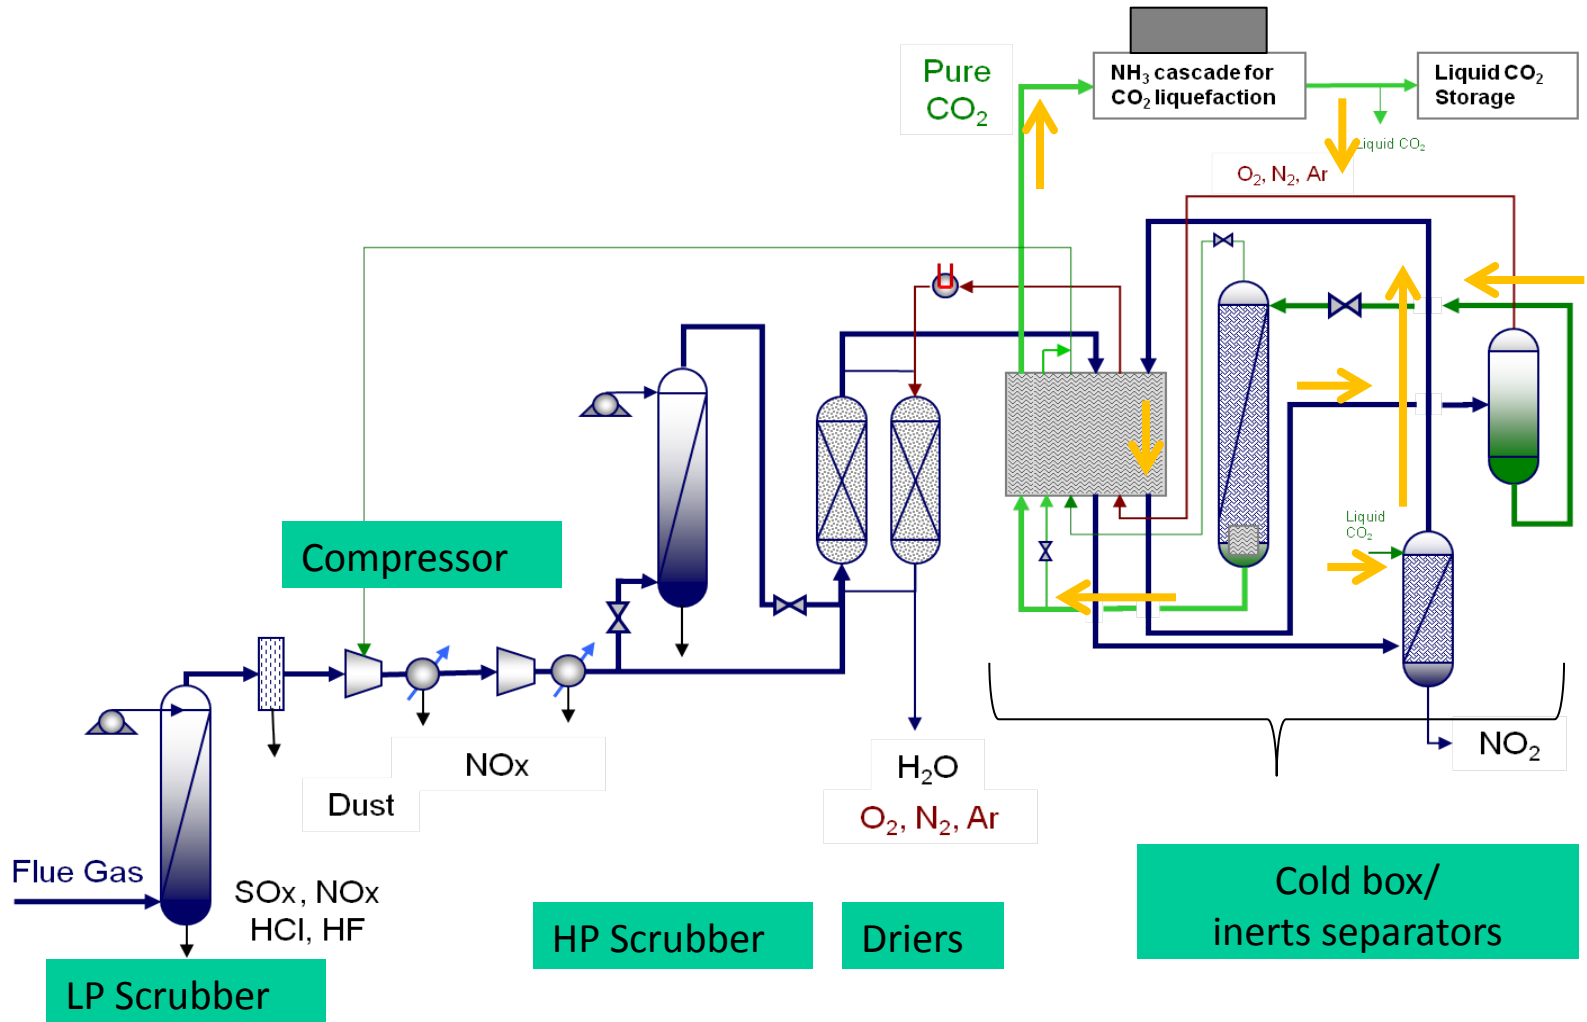 Pure
CO₂
NH₃ cascade for
CO₂ liquefaction
Liquid CO₂
Storage
Liquid CO₂
O₂, N₂, Ar
Compressor
Liquid
CO₂
NOx
Dust
H₂O
O₂, N₂, Ar
NO₂
Flue Gas
SOx, NOx
HCl, HF
LP Scrubber
HP Scrubber
Driers
Cold box/
inerts separators